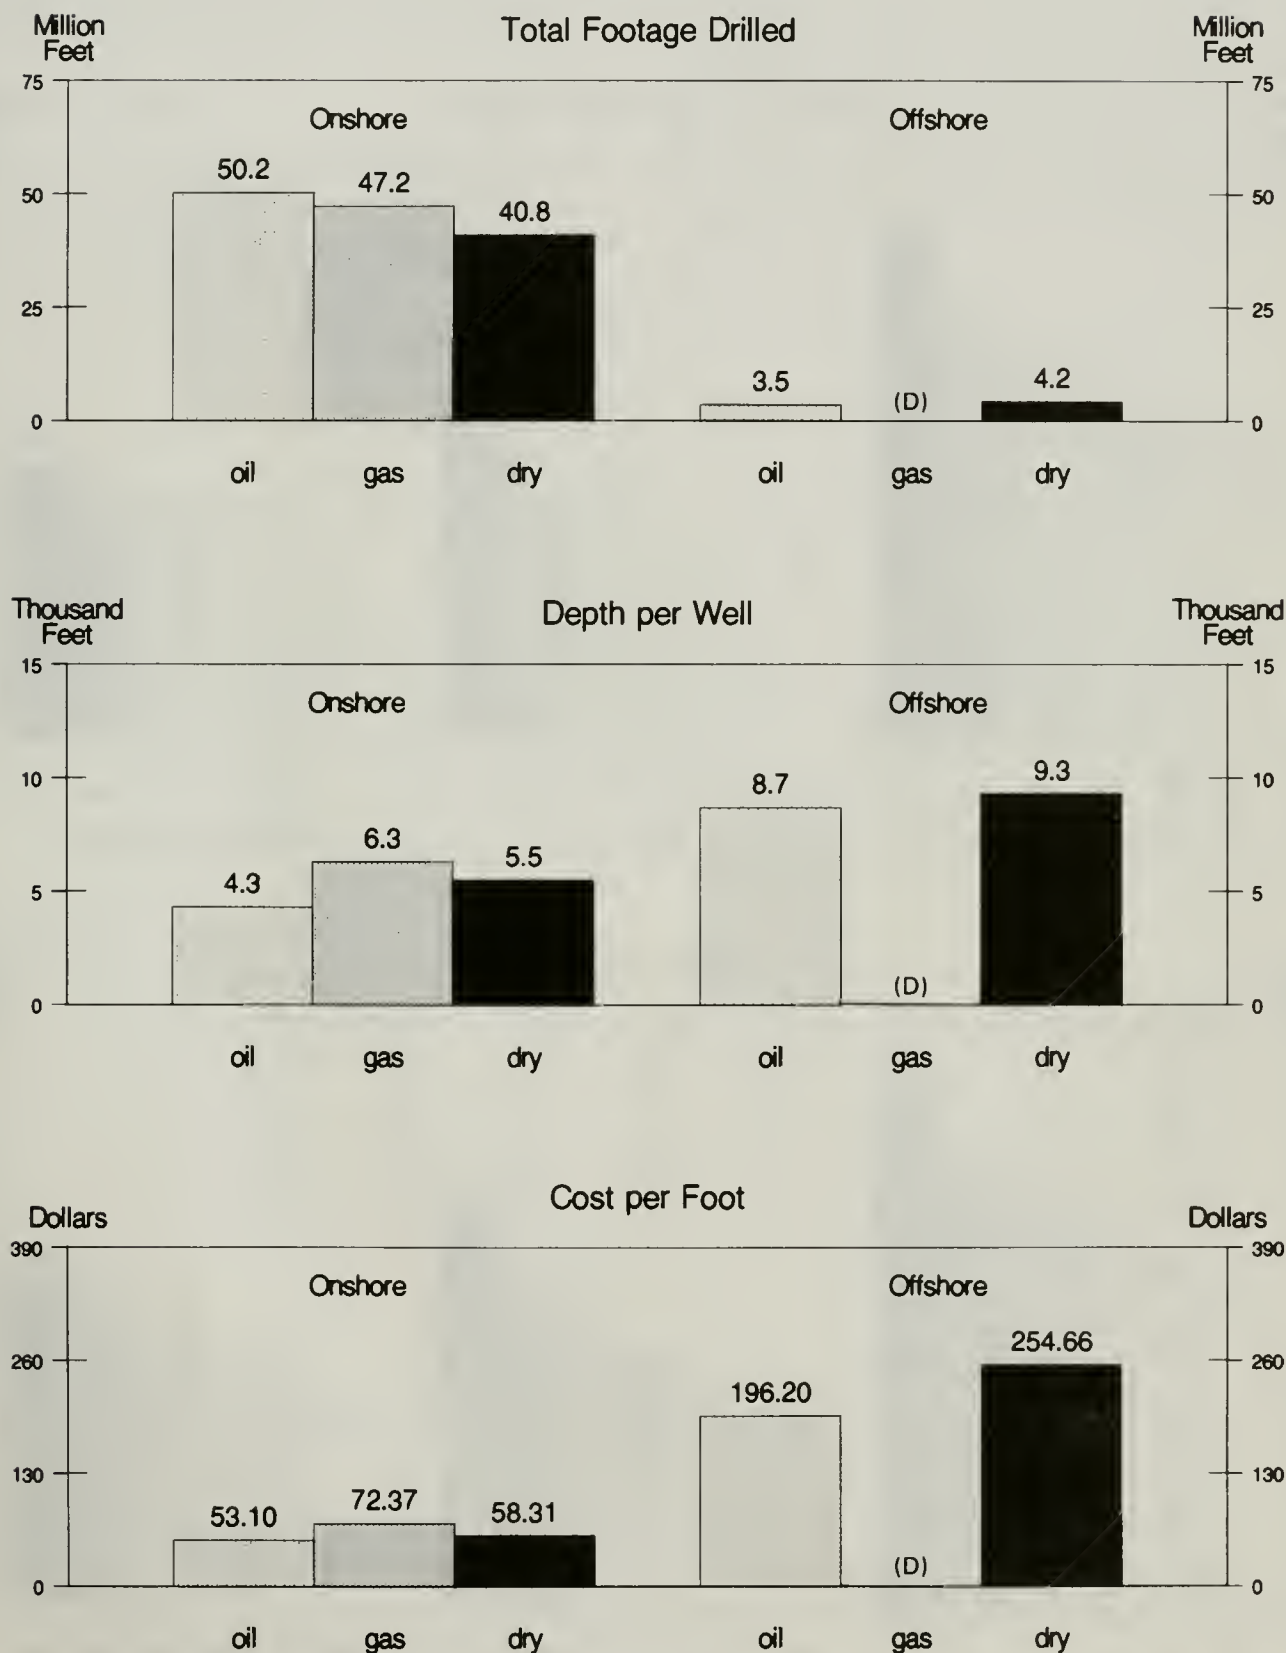 Total Footage Drilled
Million Feet
Million Feet
75
75
Onshore
Offshore
50.2
47.2
40.8
50
50
25
25
3.5
(D)
4.2
0
0
oil
gas
dry
oil
gas
dry
Depth per Well
Thousand Feet
Thousand Feet
15
15
Onshore
Offshore
10
10
8.7
9.3
4.3
6.3
5.5
5
5
(D)
0
0
oil
gas
dry
oil
gas
dry
Cost per Foot
Dollars
Dollars
390
390
Onshore
Offshore
260
260
196.20
254.66
130
130
53.10
72.37
58.31
(D)
0
0
oil
gas
dry
oil
gas
dry